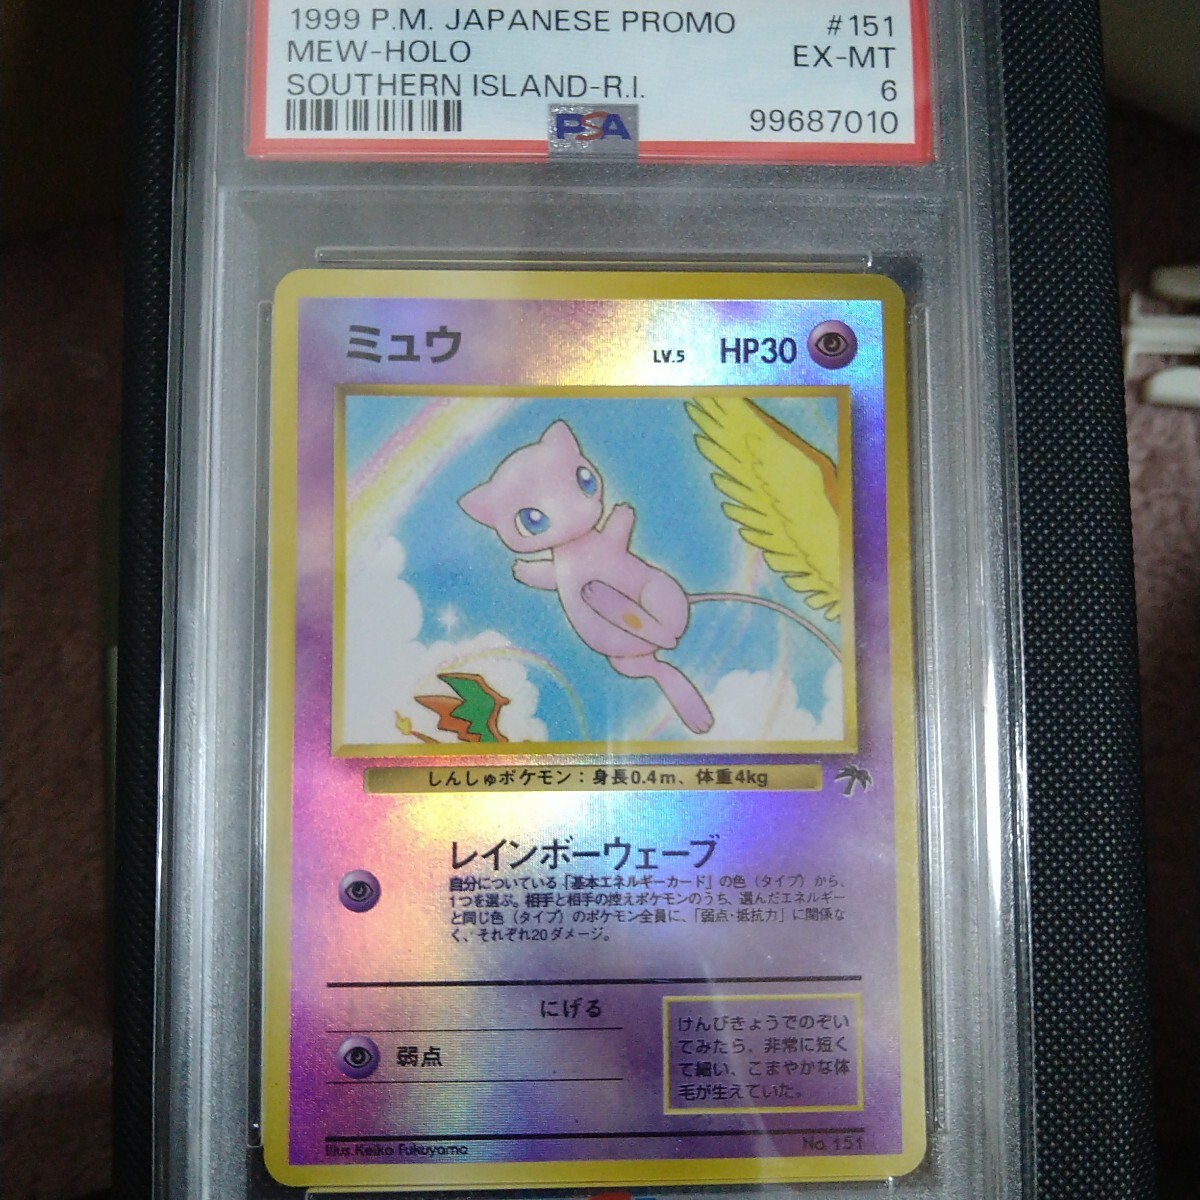 1999 P.M. JAPANESE PROMO #151
MEW-HOLO EX-MT
SOUTHERN ISLAND-R.I. 6
PSA 99687010
ミュウ LV.5 HP30
しんしゅポケモン：身長0.4m、体重4kg
レインボーウェーブ
自分についている「基本エネルギーカード」の色（タイプ）から、
1つを選ぶ。相手と相手の控えポケモンのうち、選んだエネルギー
と同じ色（タイプ）のポケモン全員に、「弱点・抵抗力」に関係な
く、それぞれ20ダメージ。
にげる
弱点
けんびきょうでのぞい
てみたら、非常に短く
て細い、こまやかな体
毛が生えていた。
Illus. Keiko Fukuyama No. 151